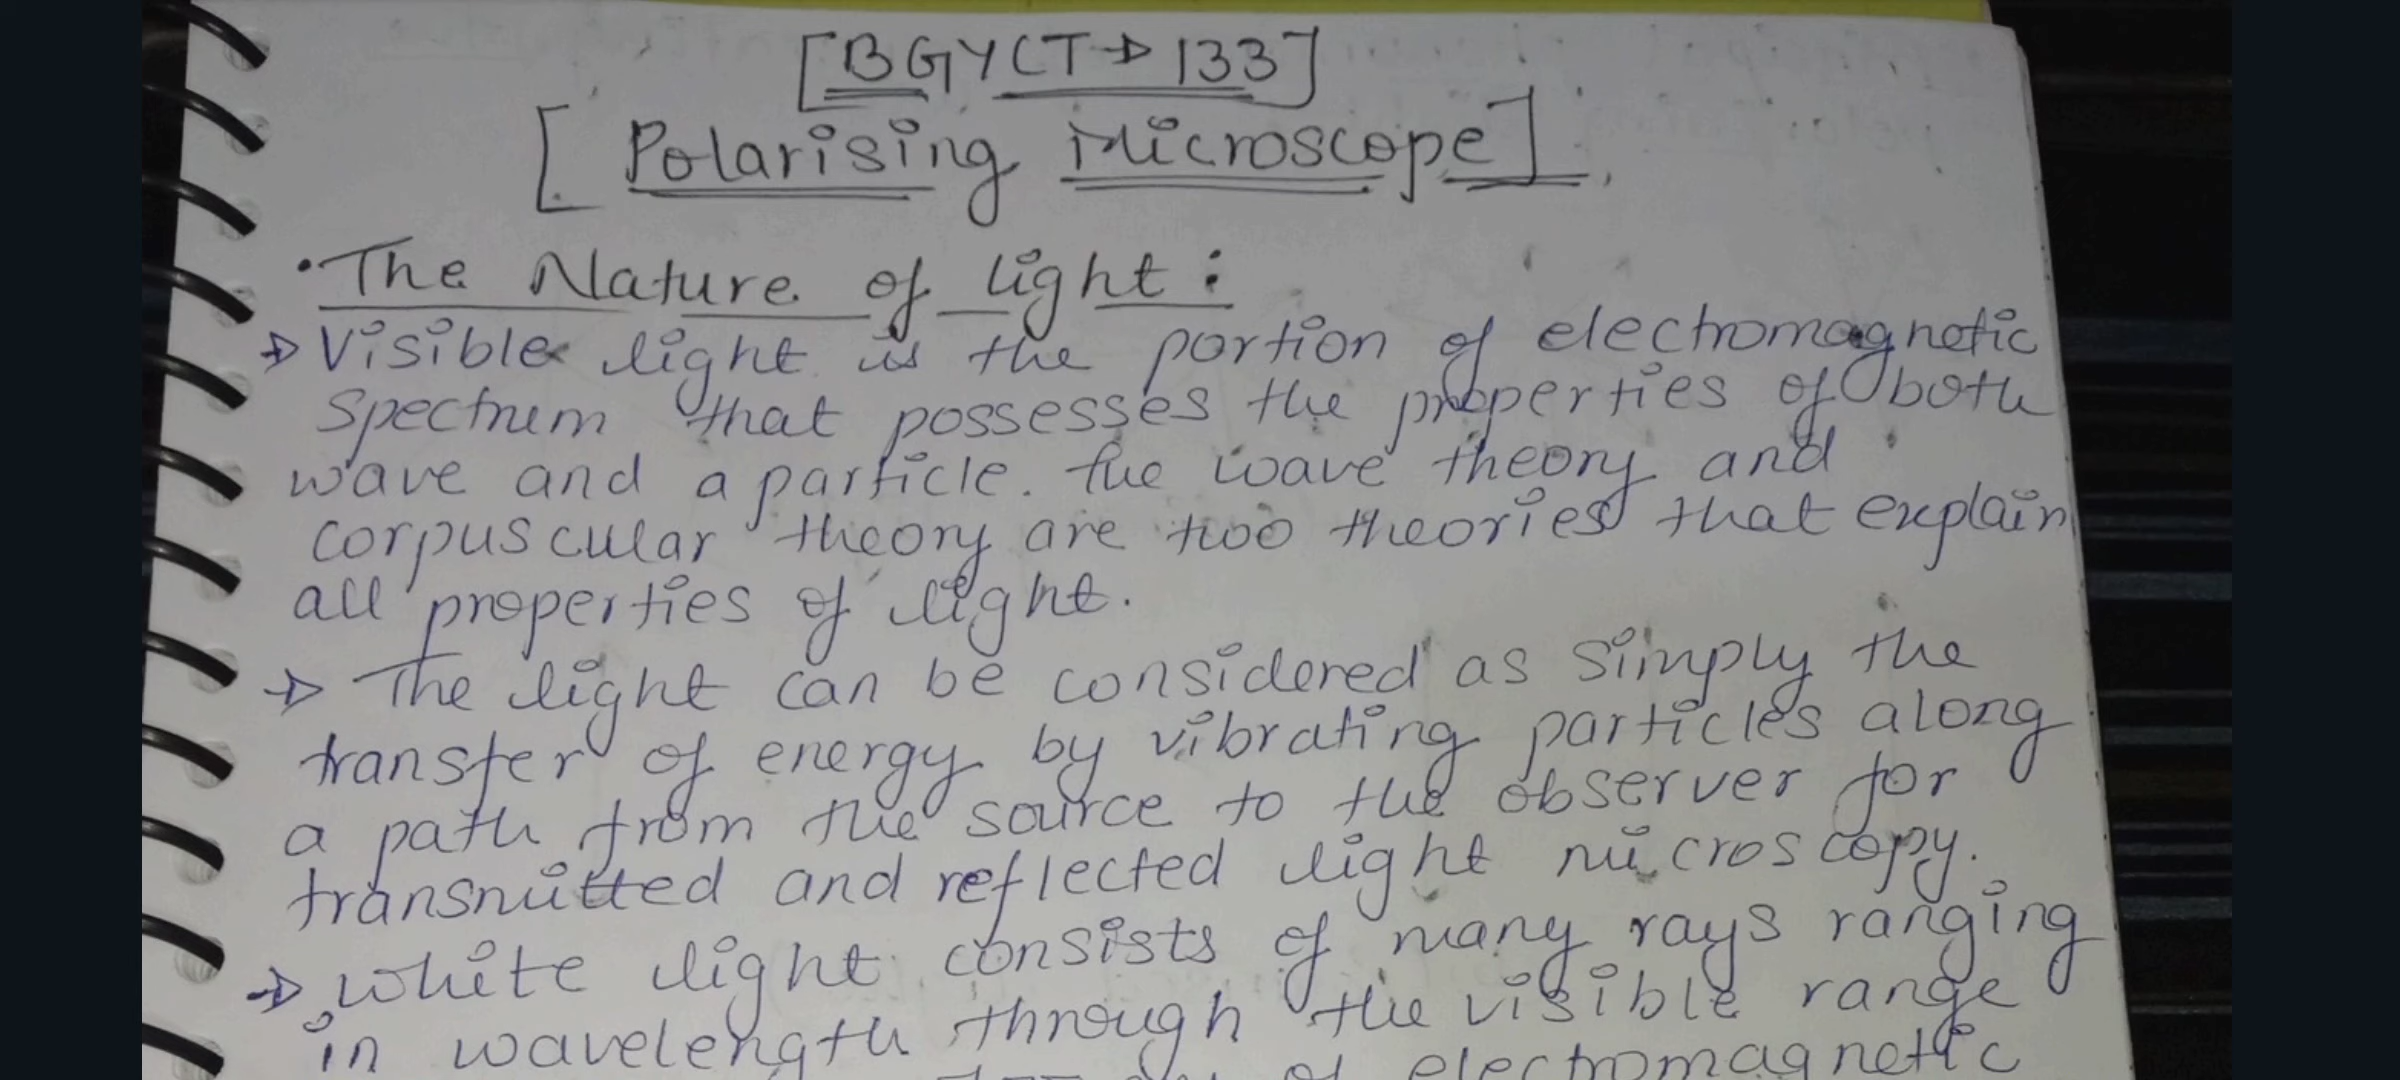 [BGYCT→133]
[Polarising Microscope]
• The Nature of light :
→ Visible light is the portion of electromagnetic
Spectrum that possesses the properties of both
wave and a particle. The wave theory and
corpuscular theory are two theories that explain
all properties of light.
→ The light can be considered as simply the
transfer of energy by vibrating particles along
a path from the source to the observer for
transmitted and reflected light microscopy.
→ White light consists of many rays ranging
in wavelength through the visible range
of electromagnetic